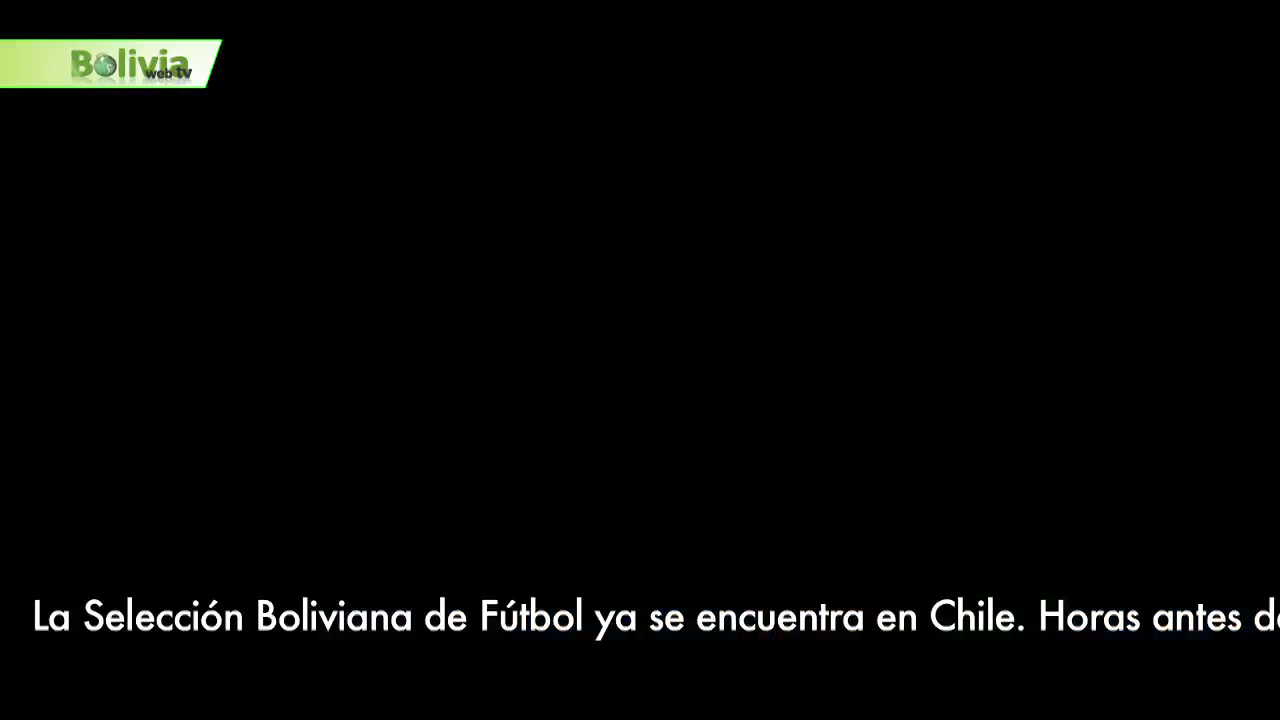 Bolivia
web tv
La Selección Boliviana de Fútbol ya se encuentra en Chile. Horas antes